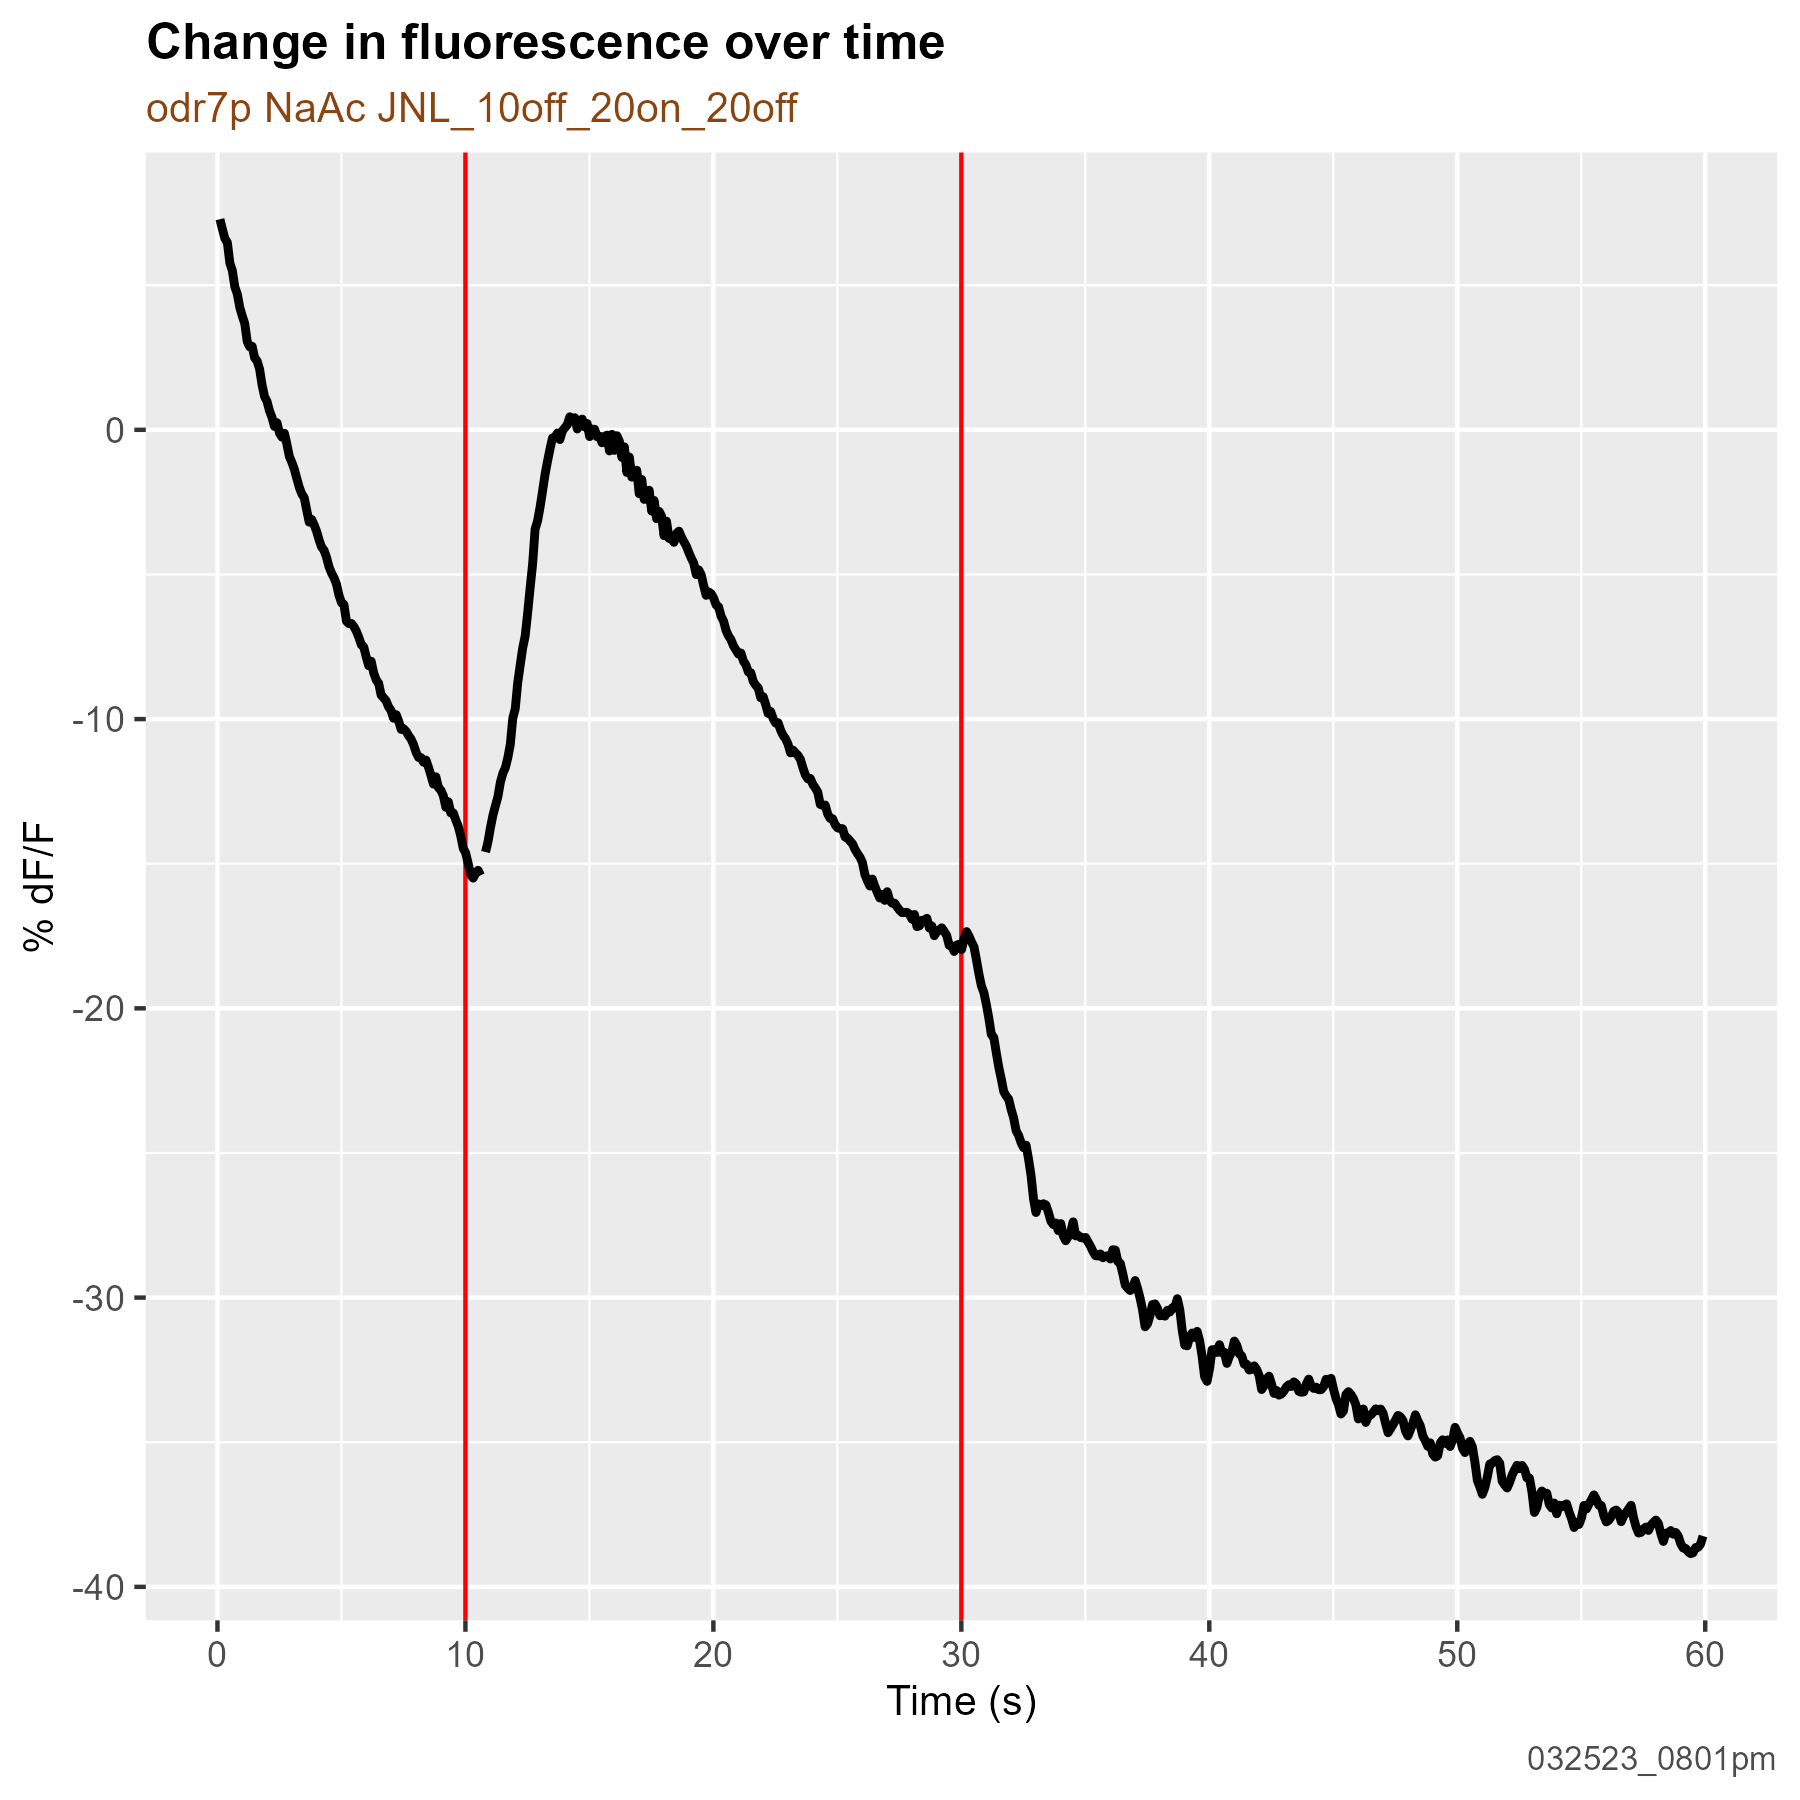 Change in fluorescence over time
odr7p NaAc JNL_10off_20on_20off
% dF/F
0
-10
-20
-30
-40
0 10 20 30 40 50 60
Time (s)
032523_0801pm